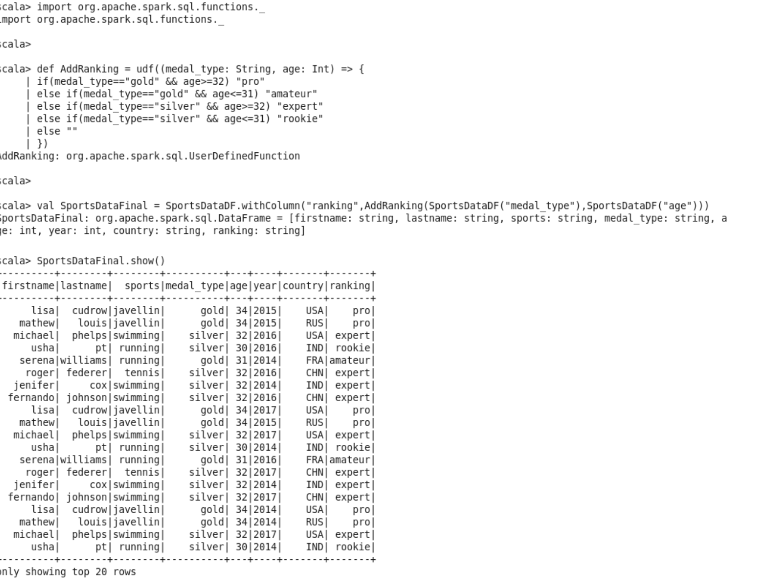 scala> import org.apache.spark.sql.functions._
import org.apache.spark.sql.functions._
scala>
scala> def AddRanking = udf((medal_type: String, age: Int) => {
| if(medal_type=="gold" && age>=32) "pro"
| else if(medal_type=="gold" && age<=31) "amateur"
| else if(medal_type=="silver" && age>=32) "expert"
| else if(medal_type=="silver" && age<=31) "rookie"
| else ""
| })
AddRanking: org.apache.spark.sql.UserDefinedFunction
scala>
scala> val SportsDataFinal = SportsDataDF.withColumn("ranking",AddRanking(SportsDataDF("medal_type"),SportsDataDF("age")))
SportsDataFinal: org.apache.spark.sql.DataFrame = [firstname: string, lastname: string, sports: string, medal_type: string, a
ge: int, year: int, country: string, ranking: string]
scala> SportsDataFinal.show()
----------+--------+--------+----------+---+----+-------+-------+
firstname|lastname|  sports|medal_type|age|year|country|ranking|
----------+--------+--------+----------+---+----+-------+-------+
     lisa|  cudrow|javellin|      gold| 34|2015|    USA|    pro|
   mathew|   louis|javellin|      gold| 34|2015|    RUS|    pro|
  michael|  phelps|swimming|    silver| 32|2016|    USA| expert|
     usha|      pt| running|    silver| 30|2016|    IND| rookie|
   serena|williams| running|      gold| 31|2014|    FRA|amateur|
    roger| federer|  tennis|    silver| 32|2016|    CHN| expert|
  jenifer|     cox|swimming|    silver| 32|2014|    IND| expert|
 fernando| johnson|swimming|    silver| 32|2016|    CHN| expert|
     lisa|  cudrow|javellin|      gold| 34|2017|    USA|    pro|
   mathew|   louis|javellin|      gold| 34|2015|    RUS|    pro|
  michael|  phelps|swimming|    silver| 32|2017|    USA| expert|
     usha|      pt| running|    silver| 30|2014|    IND| rookie|
   serena|williams| running|      gold| 31|2016|    FRA|amateur|
    roger| federer|  tennis|    silver| 32|2017|    CHN| expert|
  jenifer|     cox|swimming|    silver| 32|2014|    IND| expert|
 fernando| johnson|swimming|    silver| 32|2017|    CHN| expert|
     lisa|  cudrow|javellin|      gold| 34|2014|    USA|    pro|
   mathew|   louis|javellin|      gold| 34|2014|    RUS|    pro|
  michael|  phelps|swimming|    silver| 32|2017|    USA| expert|
     usha|      pt| running|    silver| 30|2014|    IND| rookie|
----------+--------+--------+----------+---+----+-------+-------+
only showing top 20 rows